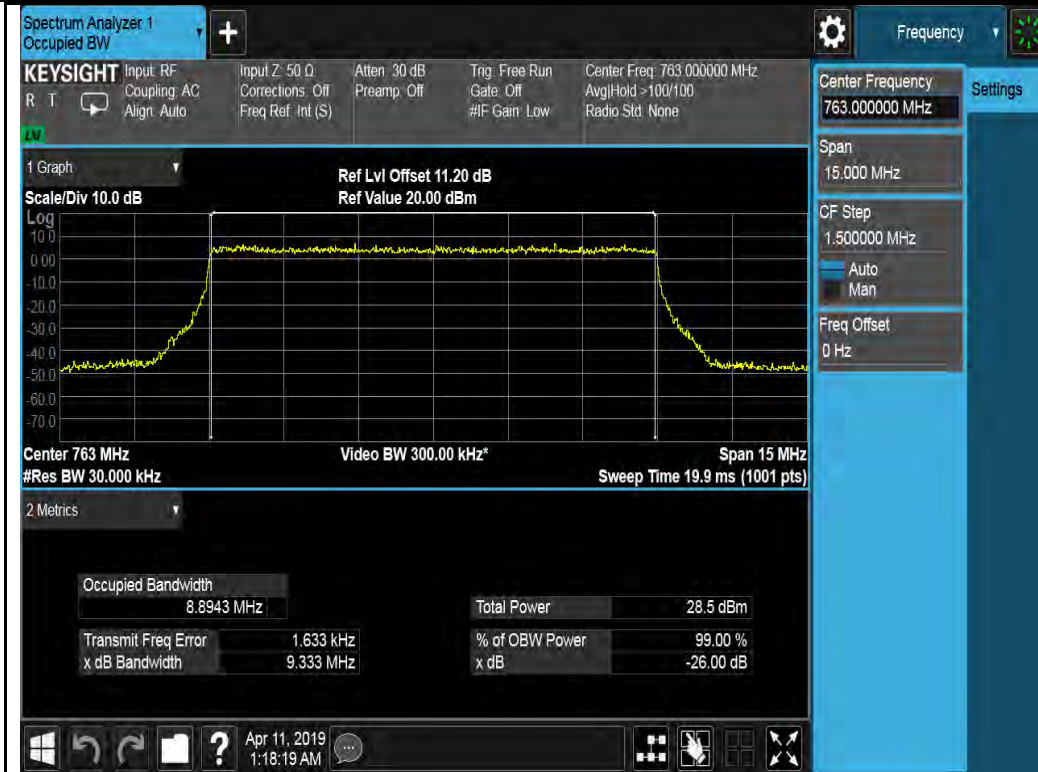 Spectrum Analyzer 1
Occupied BW
+
Frequency
KEYSIGHT
R T
LV
Input: RF
Coupling: AC
Align: Auto
Input Z: 50 Ω
Corrections: Off
Freq Ref: Int (S)
Atten: 30 dB
Preamp: Off
Trig: Free Run
Gate: Off
#IF Gain: Low
Center Freq: 763.000000 MHz
Avg|Hold >100/100
Radio Std: None
Center Frequency
763.000000 MHz
Settings
Span
15.000 MHz
CF Step
1.500000 MHz
Auto
Man
Freq Offset
0 Hz
1 Graph
Scale/Div 10.0 dB
Ref Lvl Offset 11.20 dB
Ref Value 20.00 dBm
Log
10.0
0.00
-10.0
-20.0
-30.0
-40.0
-50.0
-60.0
-70.0
Center 763 MHz
#Res BW 30.000 kHz
Video BW 300.00 kHz*
Span 15 MHz
Sweep Time 19.9 ms (1001 pts)
2 Metrics
Occupied Bandwidth
8.8943 MHz
Transmit Freq Error 1.633 kHz
x dB Bandwidth 9.333 MHz
Total Power 28.5 dBm
% of OBW Power 99.00 %
x dB -26.00 dB
?
Apr 11, 2019
1:18:19 AM